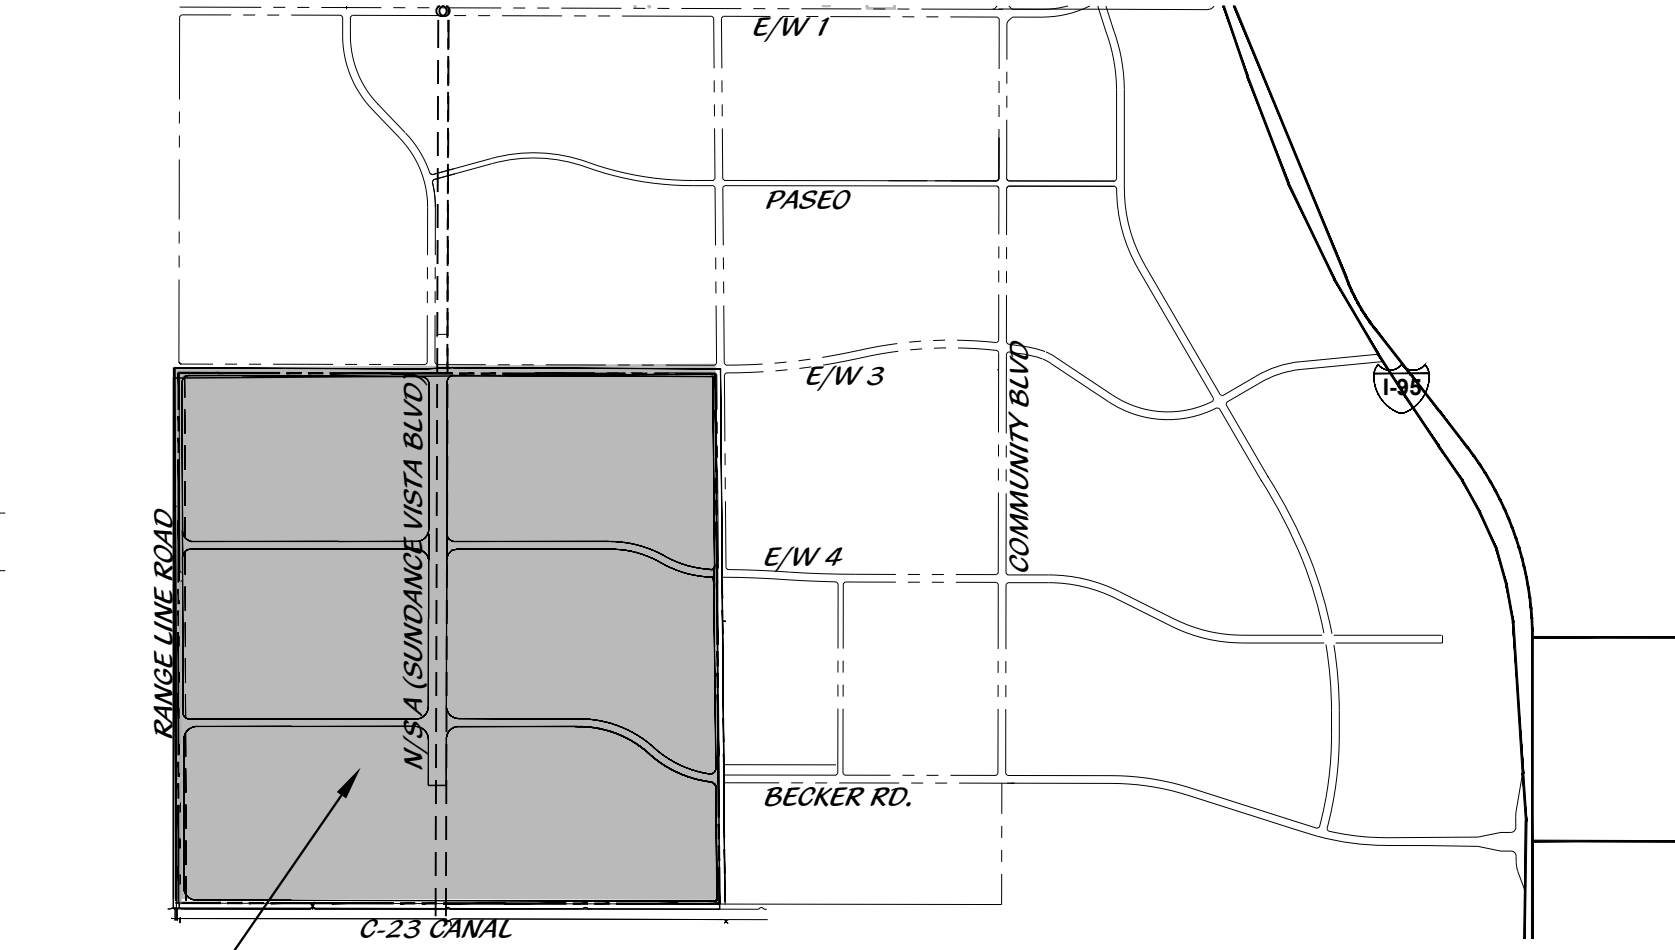 E/W 1
PASEO
E/W 3
COMMUNITY BLVD
I-95
N/S A (SUNDANCE VISTA BLVD)
RANGE LINE ROAD
E/W 4
BECKER RD.
C-23 CANAL